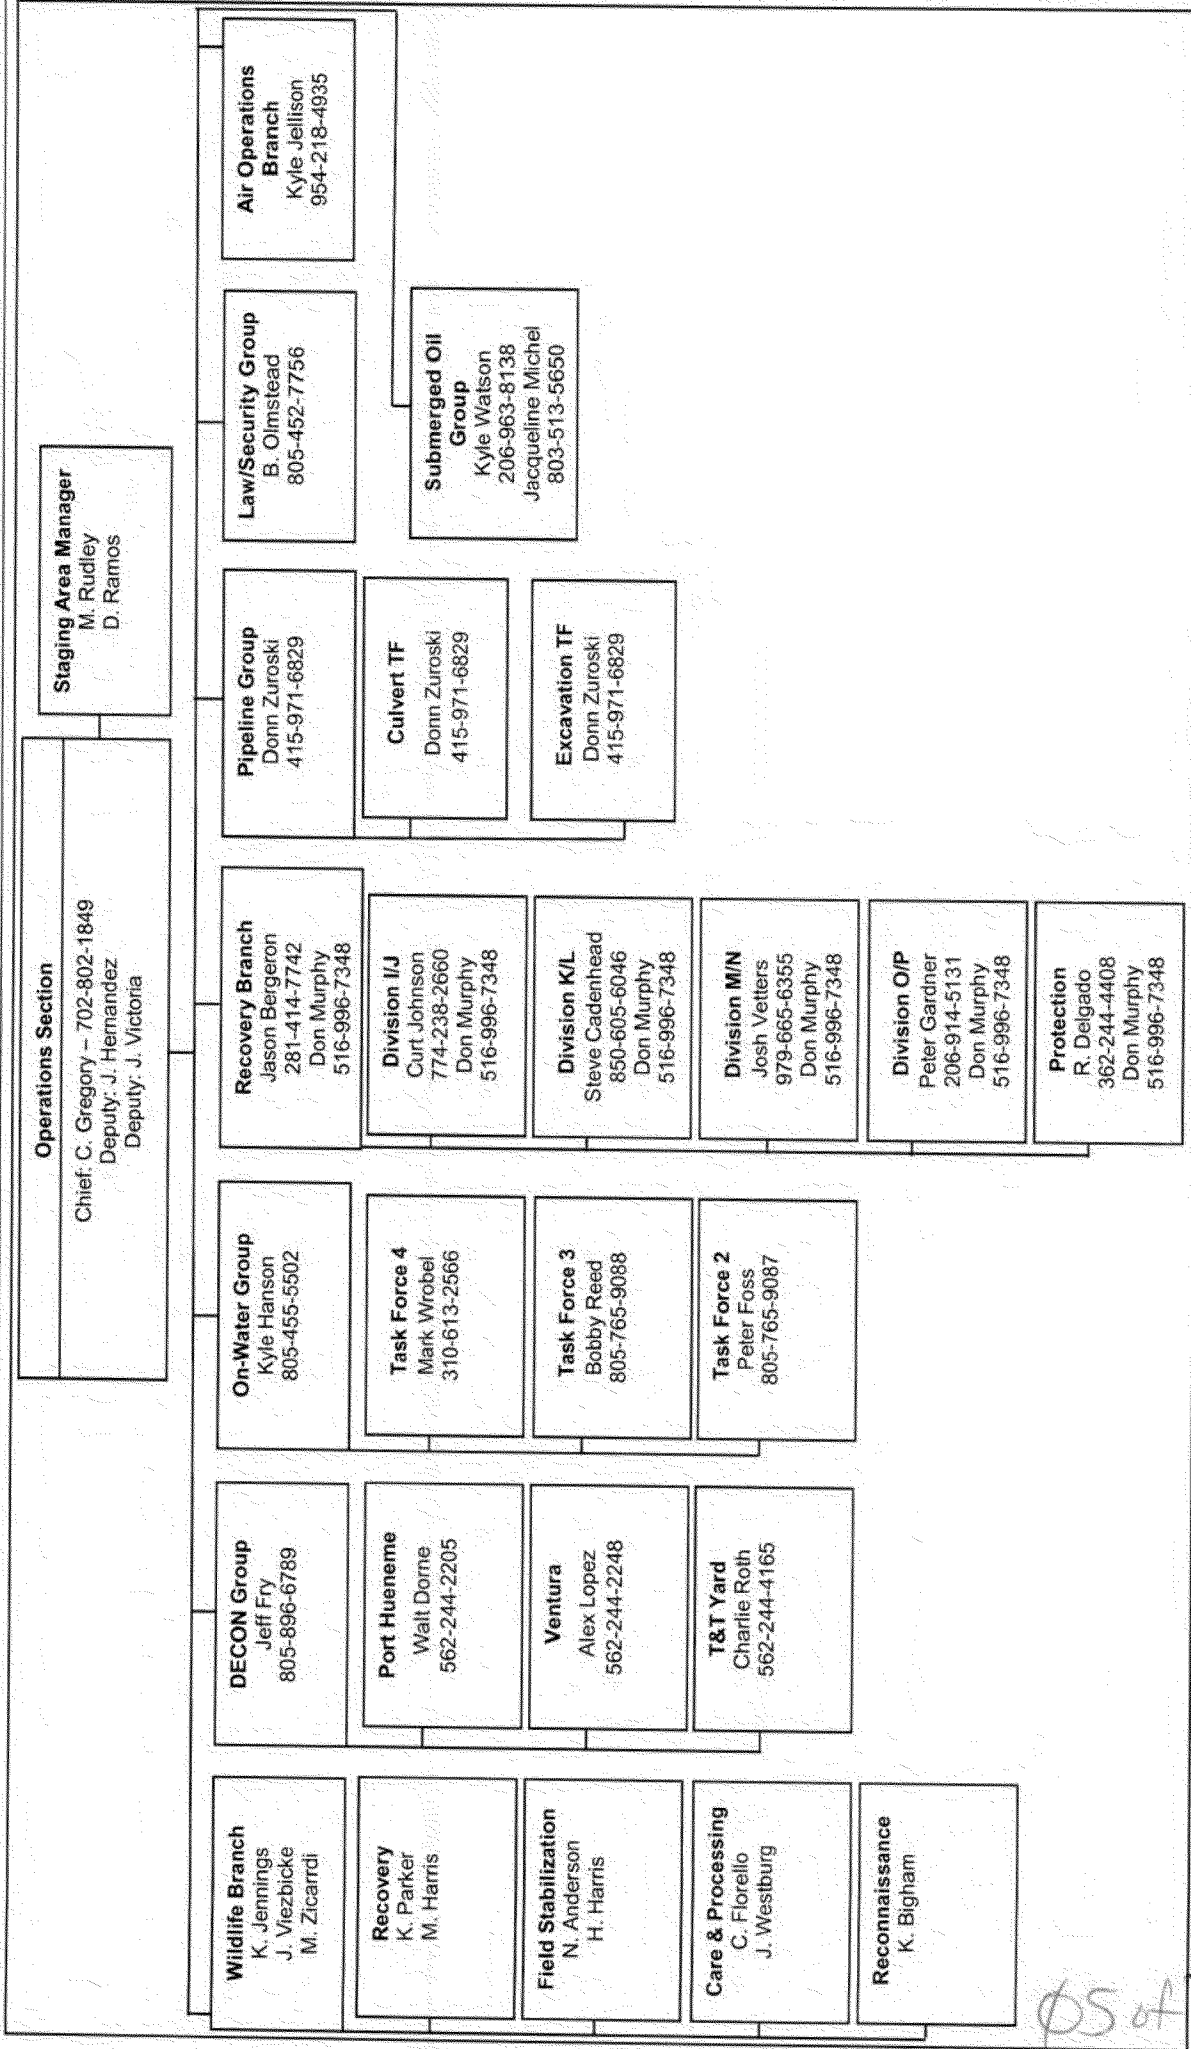 Operations Section
Chief: C. Gregory – 702-802-1849
Deputy: J. Hernandez
Deputy: J. Victoria
Staging Area Manager
M. Rudley
D. Ramos
Wildlife Branch
K. Jennings
J. Viezbicke
M. Zicarrdi
Recovery
K. Parker
M. Harris
Field Stabilization
N. Anderson
H. Harris
Care & Processing
C. Florello
J. Westburg
Reconnaissance
K. Bigham
DECON Group
Jeff Fry
805-896-6789
Port Hueneme
Walt Dorne
562-244-2205
Ventura
Alex Lopez
562-244-2248
T&T Yard
Charlie Roth
562-244-4165
On-Water Group
Kyle Hanson
805-455-5502
Task Force 4
Mark Wrobel
310-613-2566
Task Force 3
Bobby Reed
805-765-9088
Task Force 2
Peter Foss
805-765-9087
Recovery Branch
Jason Bergeron
281-414-7742
Don Murphy
516-996-7348
Division I/J
Curt Johnson
774-238-2660
Don Murphy
516-996-7348
Division K/L
Steve Cadenhead
850-605-6046
Don Murphy
516-996-7348
Division M/N
Josh Vetters
979-665-6355
Don Murphy
516-996-7348
Division O/P
Peter Gardner
206-914-5131
Don Murphy
516-996-7348
Protection
R. Delgado
362-244-4408
Don Murphy
516-996-7348
Pipeline Group
Donn Zuroski
415-971-6829
Culvert TF
Donn Zuroski
415-971-6829
Excavation TF
Donn Zuroski
415-971-6829
Law/Security Group
B. Olmstead
805-452-7756
Submerged Oil
Group
Kyle Watson
206-963-8138
Jacqueline Michel
803-513-5650
Air Operations
Branch
Kyle Jellison
954-218-4935
05 of